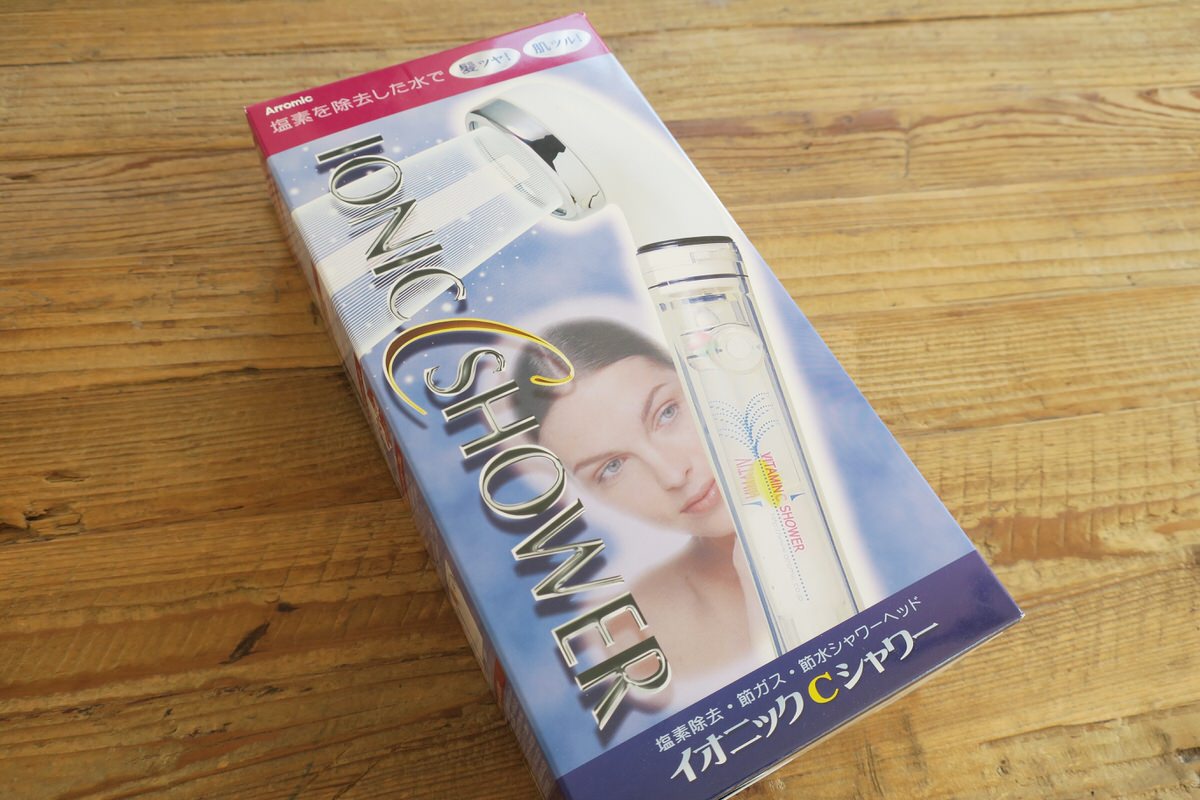 Arromic
塩素を除去した水で 髪ツヤ! 肌ツル!
IONIC C SHOWER
VITAMIN C SHOWER
塩素除去・節ガス・節水シャワーヘッド
イオニックCシャワー